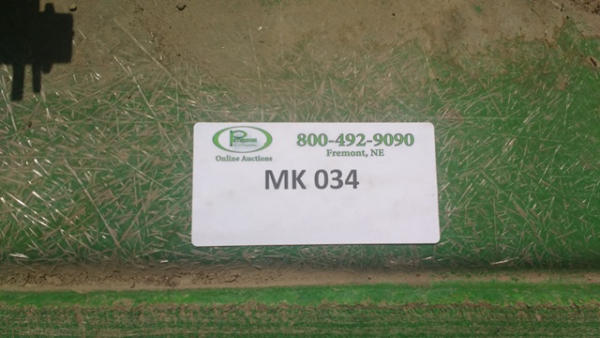 800-492-9090
Fremont, NE
Online Auctions
MK 034